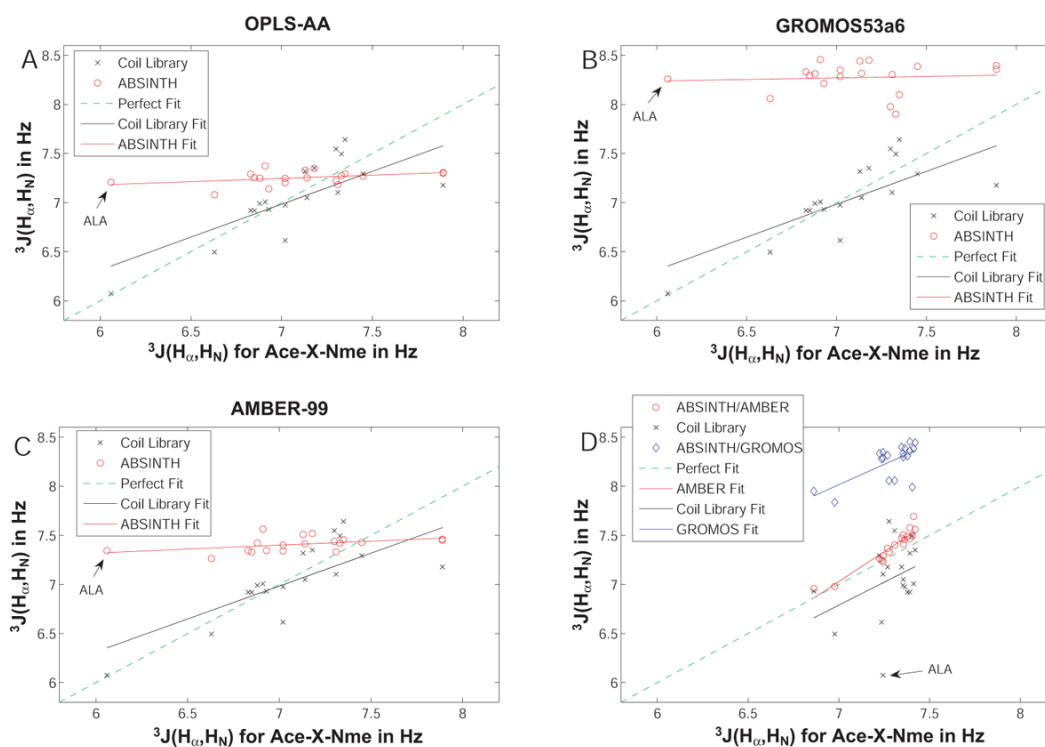 OPLS-AA
A
8.5
8
7.5
7
6.5
6
Coil Library
ABSINTH
Perfect Fit
Coil Library Fit
ABSINTH Fit
ALA
6
6.5
7
7.5
8
³J(Hα,HN) in Hz
³J(Hα,HN) for Ace-X-Nme in Hz
GROMOS53a6
B
8.5
8
7.5
7
6.5
6
ALA
Coil Library
ABSINTH
Perfect Fit
Coil Library Fit
ABSINTH Fit
6
6.5
7
7.5
8
³J(Hα,HN) in Hz
³J(Hα,HN) for Ace-X-Nme in Hz
AMBER-99
C
8.5
8
7.5
7
6.5
6
Coil Library
ABSINTH
Perfect Fit
Coil Library Fit
ABSINTH Fit
ALA
6
6.5
7
7.5
8
³J(Hα,HN) in Hz
³J(Hα,HN) for Ace-X-Nme in Hz
D
8.5
8
7.5
7
6.5
6
ABSINTH/AMBER
Coil Library
ABSINTH/GROMOS
Perfect Fit
AMBER Fit
Coil Library Fit
GROMOS Fit
ALA
6
6.5
7
7.5
8
³J(Hα,HN) in Hz
³J(Hα,HN) for Ace-X-Nme in Hz